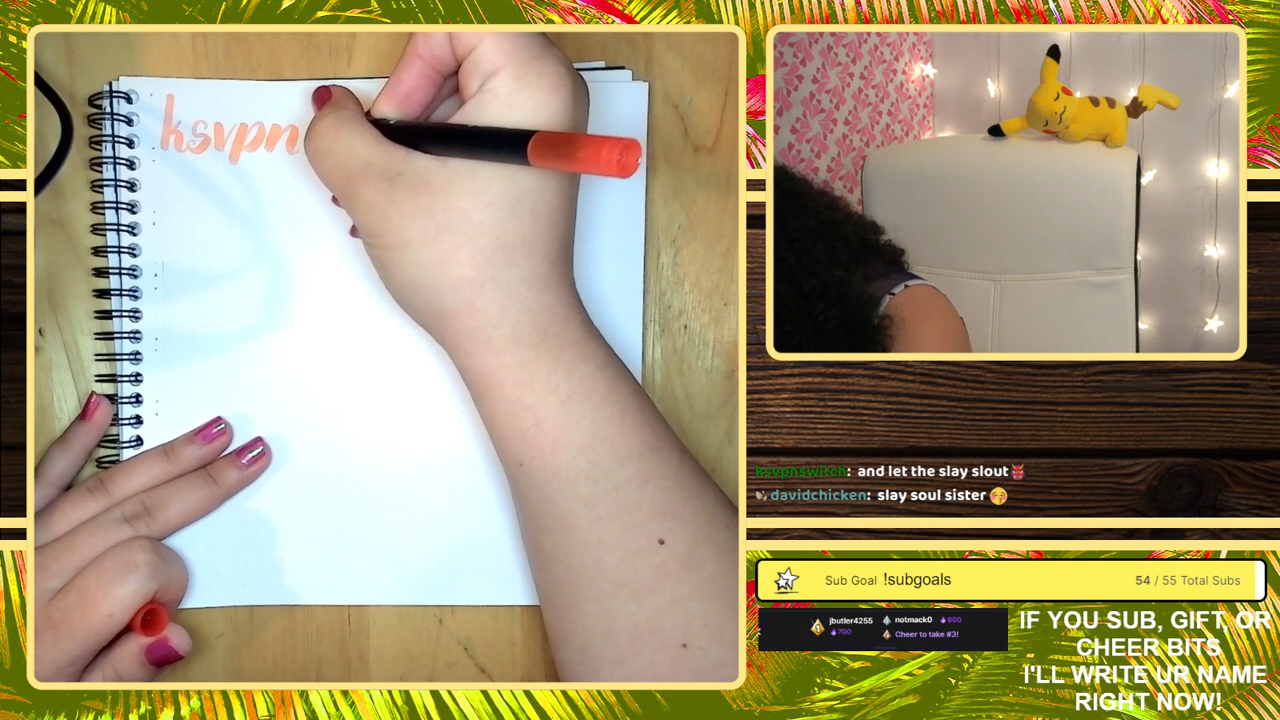 ksvpn
ksvpnswitch: and let the slay slout👹
davidchicken: slay soul sister 😚
Sub Goal !subgoals 54 / 55 Total Subs
1 jbutler4255 700
notmack0 600
Cheer to take #3!
IF YOU SUB, GIFT, OR
CHEER BITS
I'LL WRITE UR NAME
RIGHT NOW!